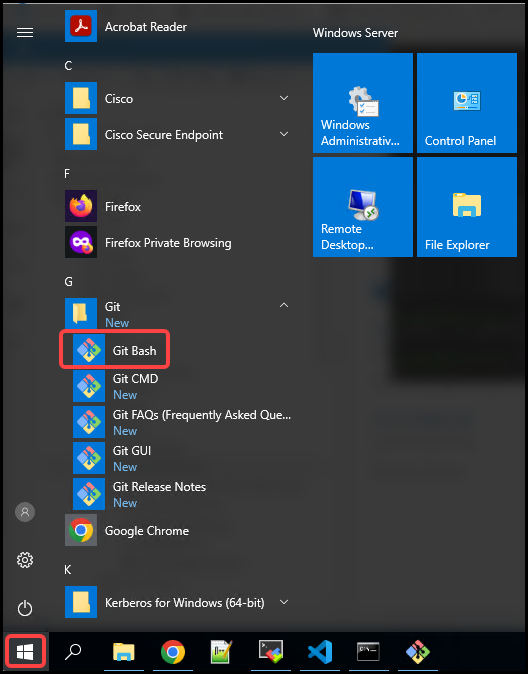 Acrobat Reader
Windows Server
C
Cisco
Cisco Secure Endpoint
Windows
Administrativ...
Control Panel
F
Firefox
Firefox Private Browsing
Remote
Desktop...
File Explorer
G
Git
New
Git Bash
Git CMD
New
Git FAQs (Frequently Asked Que...
New
Git GUI
New
Git Release Notes
New
Google Chrome
K
Kerberos for Windows (64-bit)